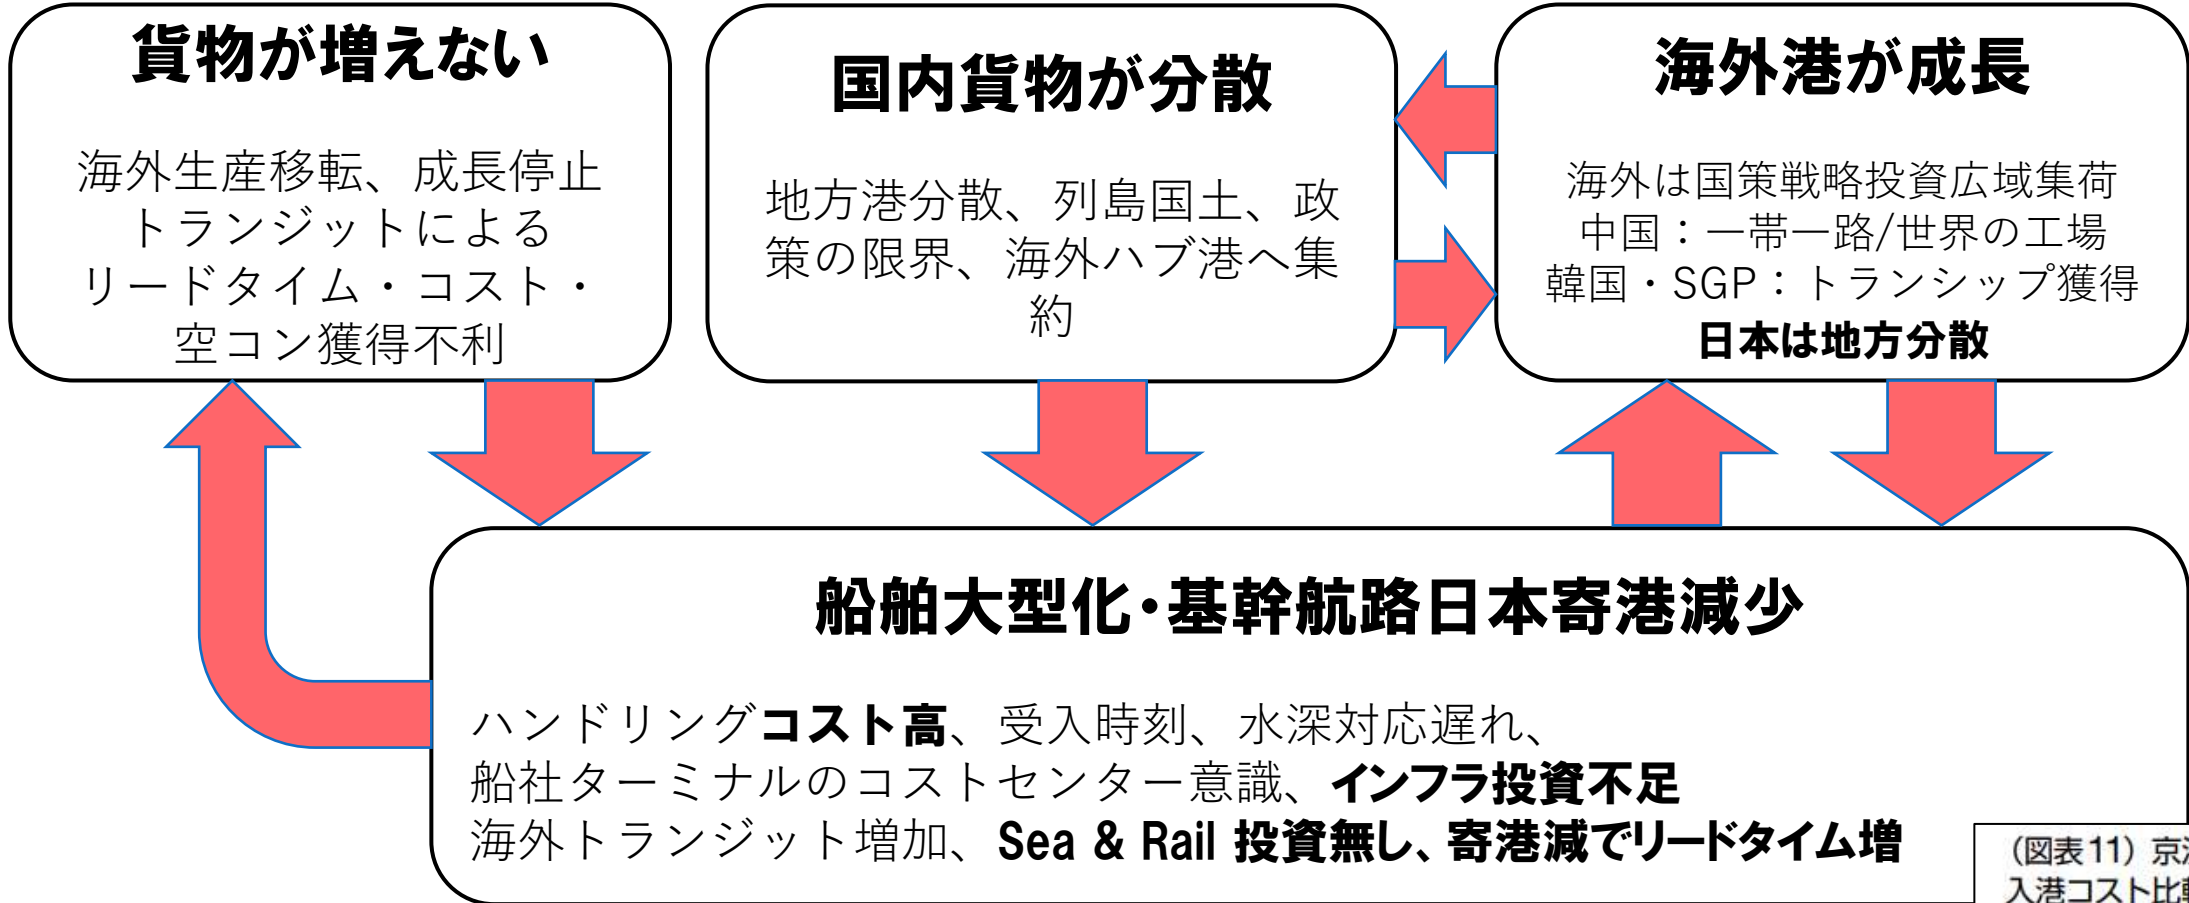 貨物が増えない
海外生産移転、成長停止
トランジットによる
リードタイム・コスト・
空コン獲得不利
国内貨物が分散
地方港分散、列島国土、政
策の限界、海外ハブ港へ集
約
海外港が成長
海外は国策戦略投資広域集荷
中国：一帯一路/世界の工場
韓国・SGP：トランシップ獲得
日本は地方分散
船舶大型化・基幹航路日本寄港減少
ハンドリングコスト高、受入時刻、水深対応遅れ、
船社ターミナルのコストセンター意識、インフラ投資不足
海外トランジット増加、Sea & Rail 投資無し、寄港減でリードタイム増
（図表11）京
入港コスト比